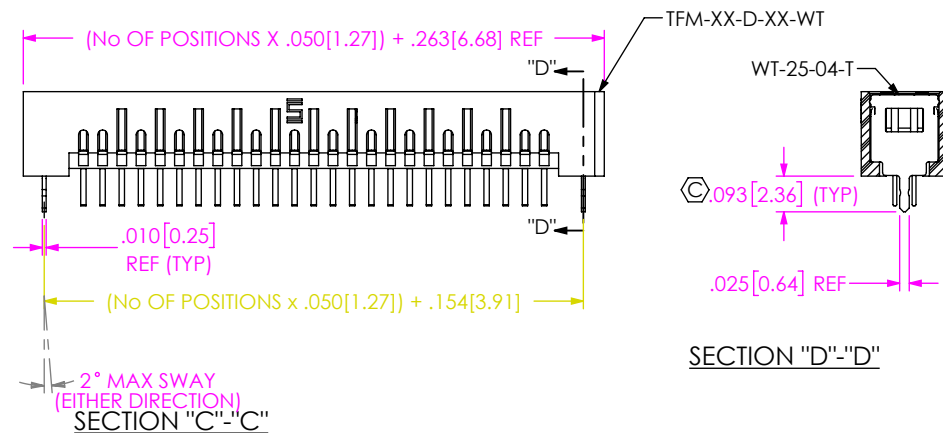 (No OF POSITIONS X .050[1.27]) + .263[6.68] REF
TFM-XX-D-XX-WT
"D"
WT-25-04-T
C
.093[2.36] (TYP)
"D"
.010[0.25]
REF (TYP)
.025[0.64] REF
(No OF POSITIONS x .050[1.27]) + .154[3.91]
SECTION "D"-"D"
2° MAX SWAY
(EITHER DIRECTION)
SECTION "C"-"C"